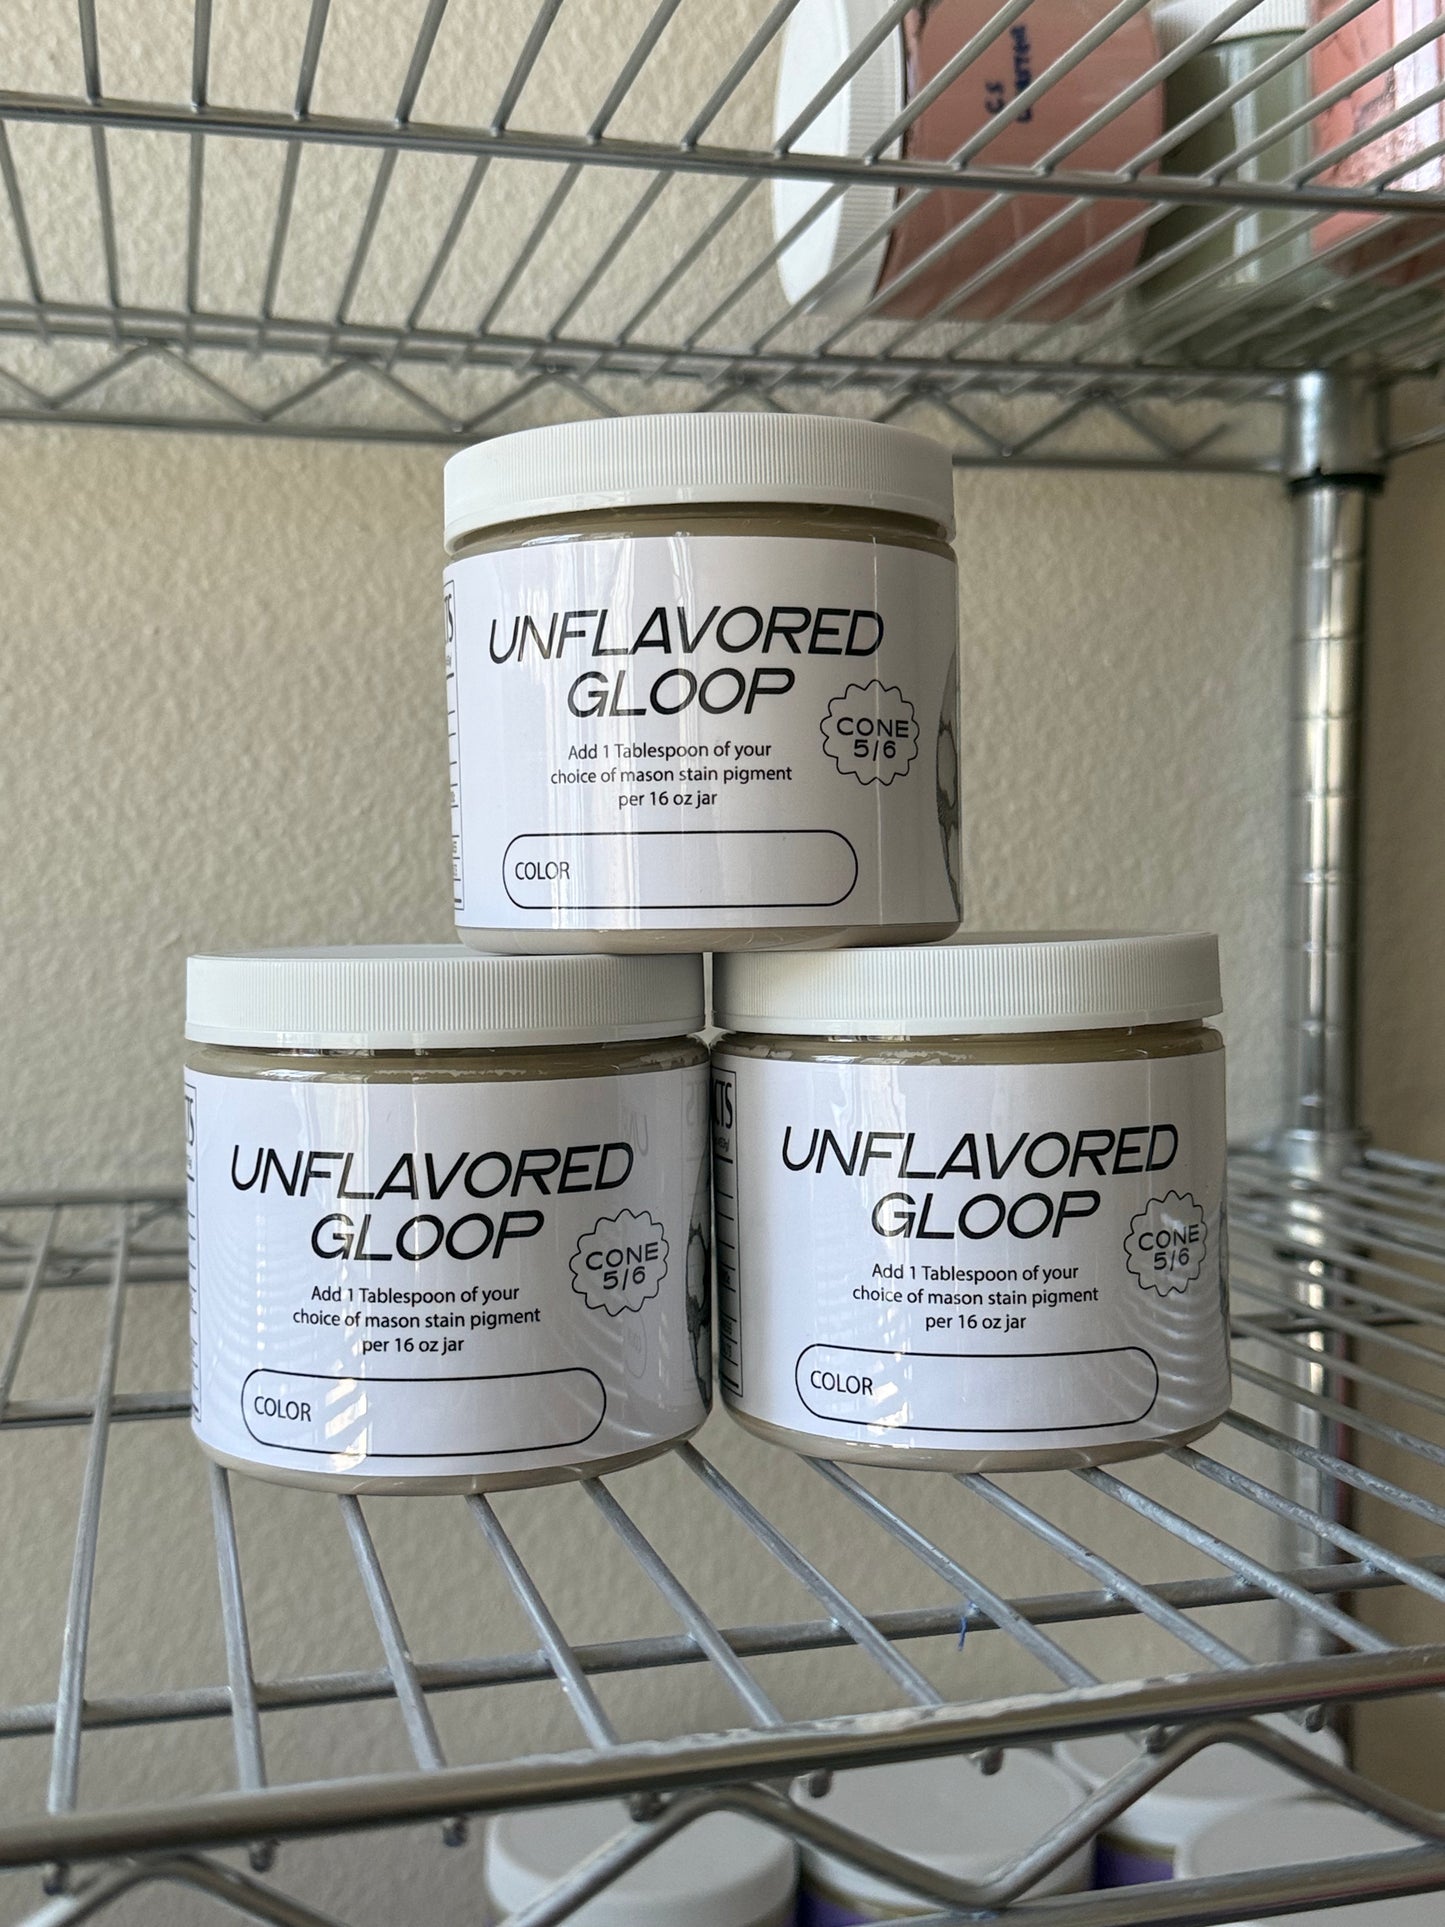 UNFLAVORED
GLOOP
CONE
5/6
Add 1 Tablespoon of your
choice of mason stain pigment
per 16 oz jar
COLOR
CTS
UNFLAVORED
GLOOP
CONE
5/6
Add 1 Tablespoon of your
choice of mason stain pigment
per 16 oz jar
COLOR
CTS
UNFLAVORED
GLOOP
CONE
5/6
Add 1 Tablespoon of your
choice of mason stain pigment
per 16 oz jar
COLOR